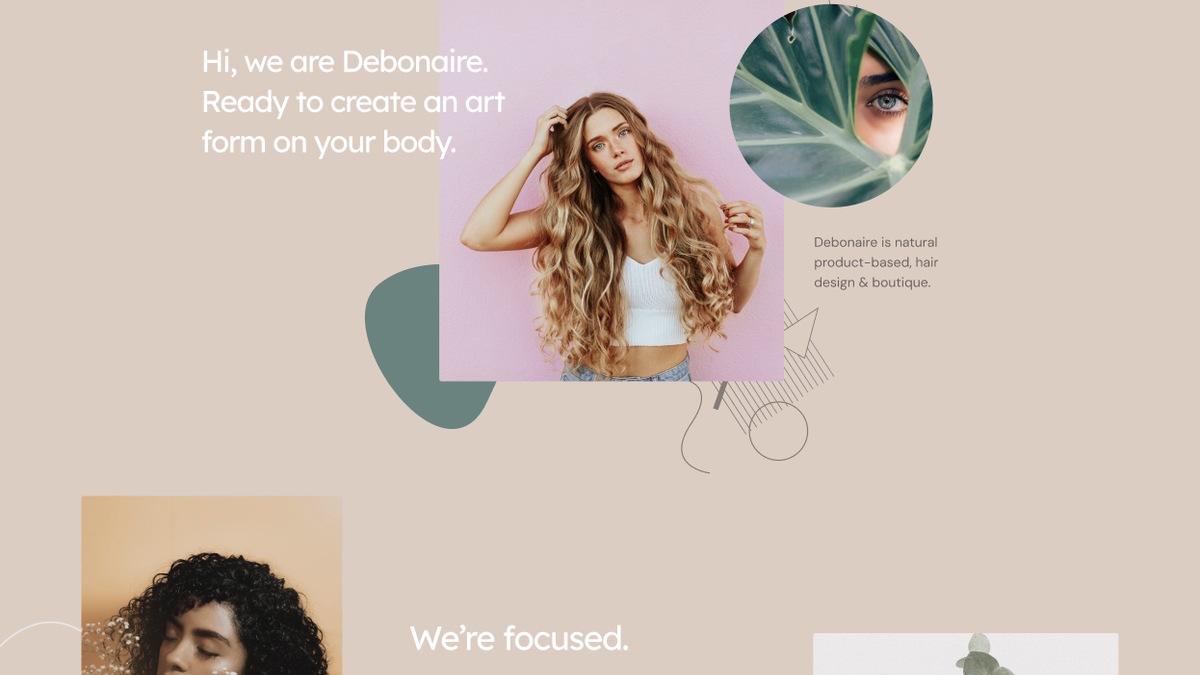 Hi, we are Debonaire.
Ready to create an art
form on your body.
Debonaire is natural
product-based, hair
design & boutique.
We’re focused.